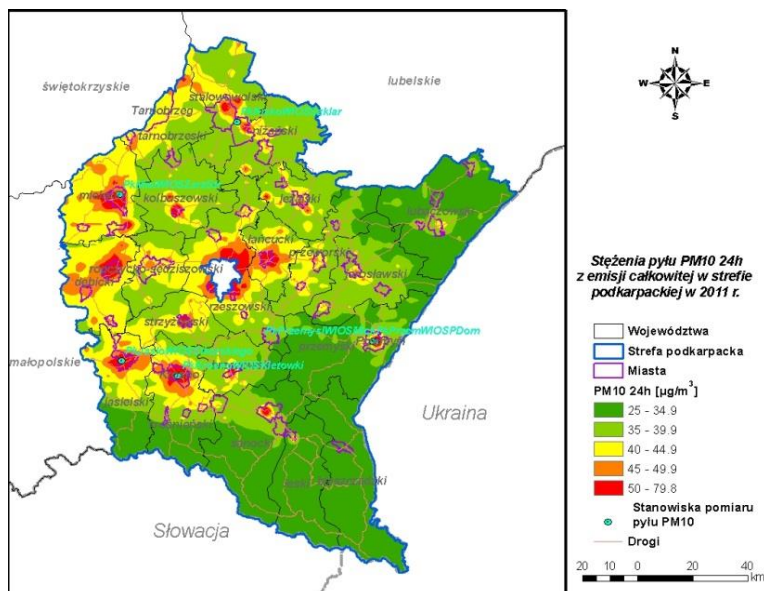 świętokrzyskie
lubelskie
stalowowolski
Tarnobrzeg
niżański
tarnobrzeski
kolbuszowski
leżajski
lubaczowski
łańcucki
przeworski
ropczycko-sędziszowski
jarosławski
dębicki
rzeszowski
strzyżowski
przemyski
małopolskie
jasielski
Ukraina
krośnieński
sanocki
leski
Słowacja
N
W E
S
Stężenia pyłu PM10 24h
z emisji całkowitej w strefie
podkarpackiej w 2011 r.
Województwa
Strefa podkarpacka
Miasta
PM10 24h [µg/m³]
25 - 34.9
35 - 39.9
40 - 44.9
45 - 49.9
50 - 79.8
Stanowiska pomiaru
pyłu PM10
Drogi
20 10 0 20 40
km